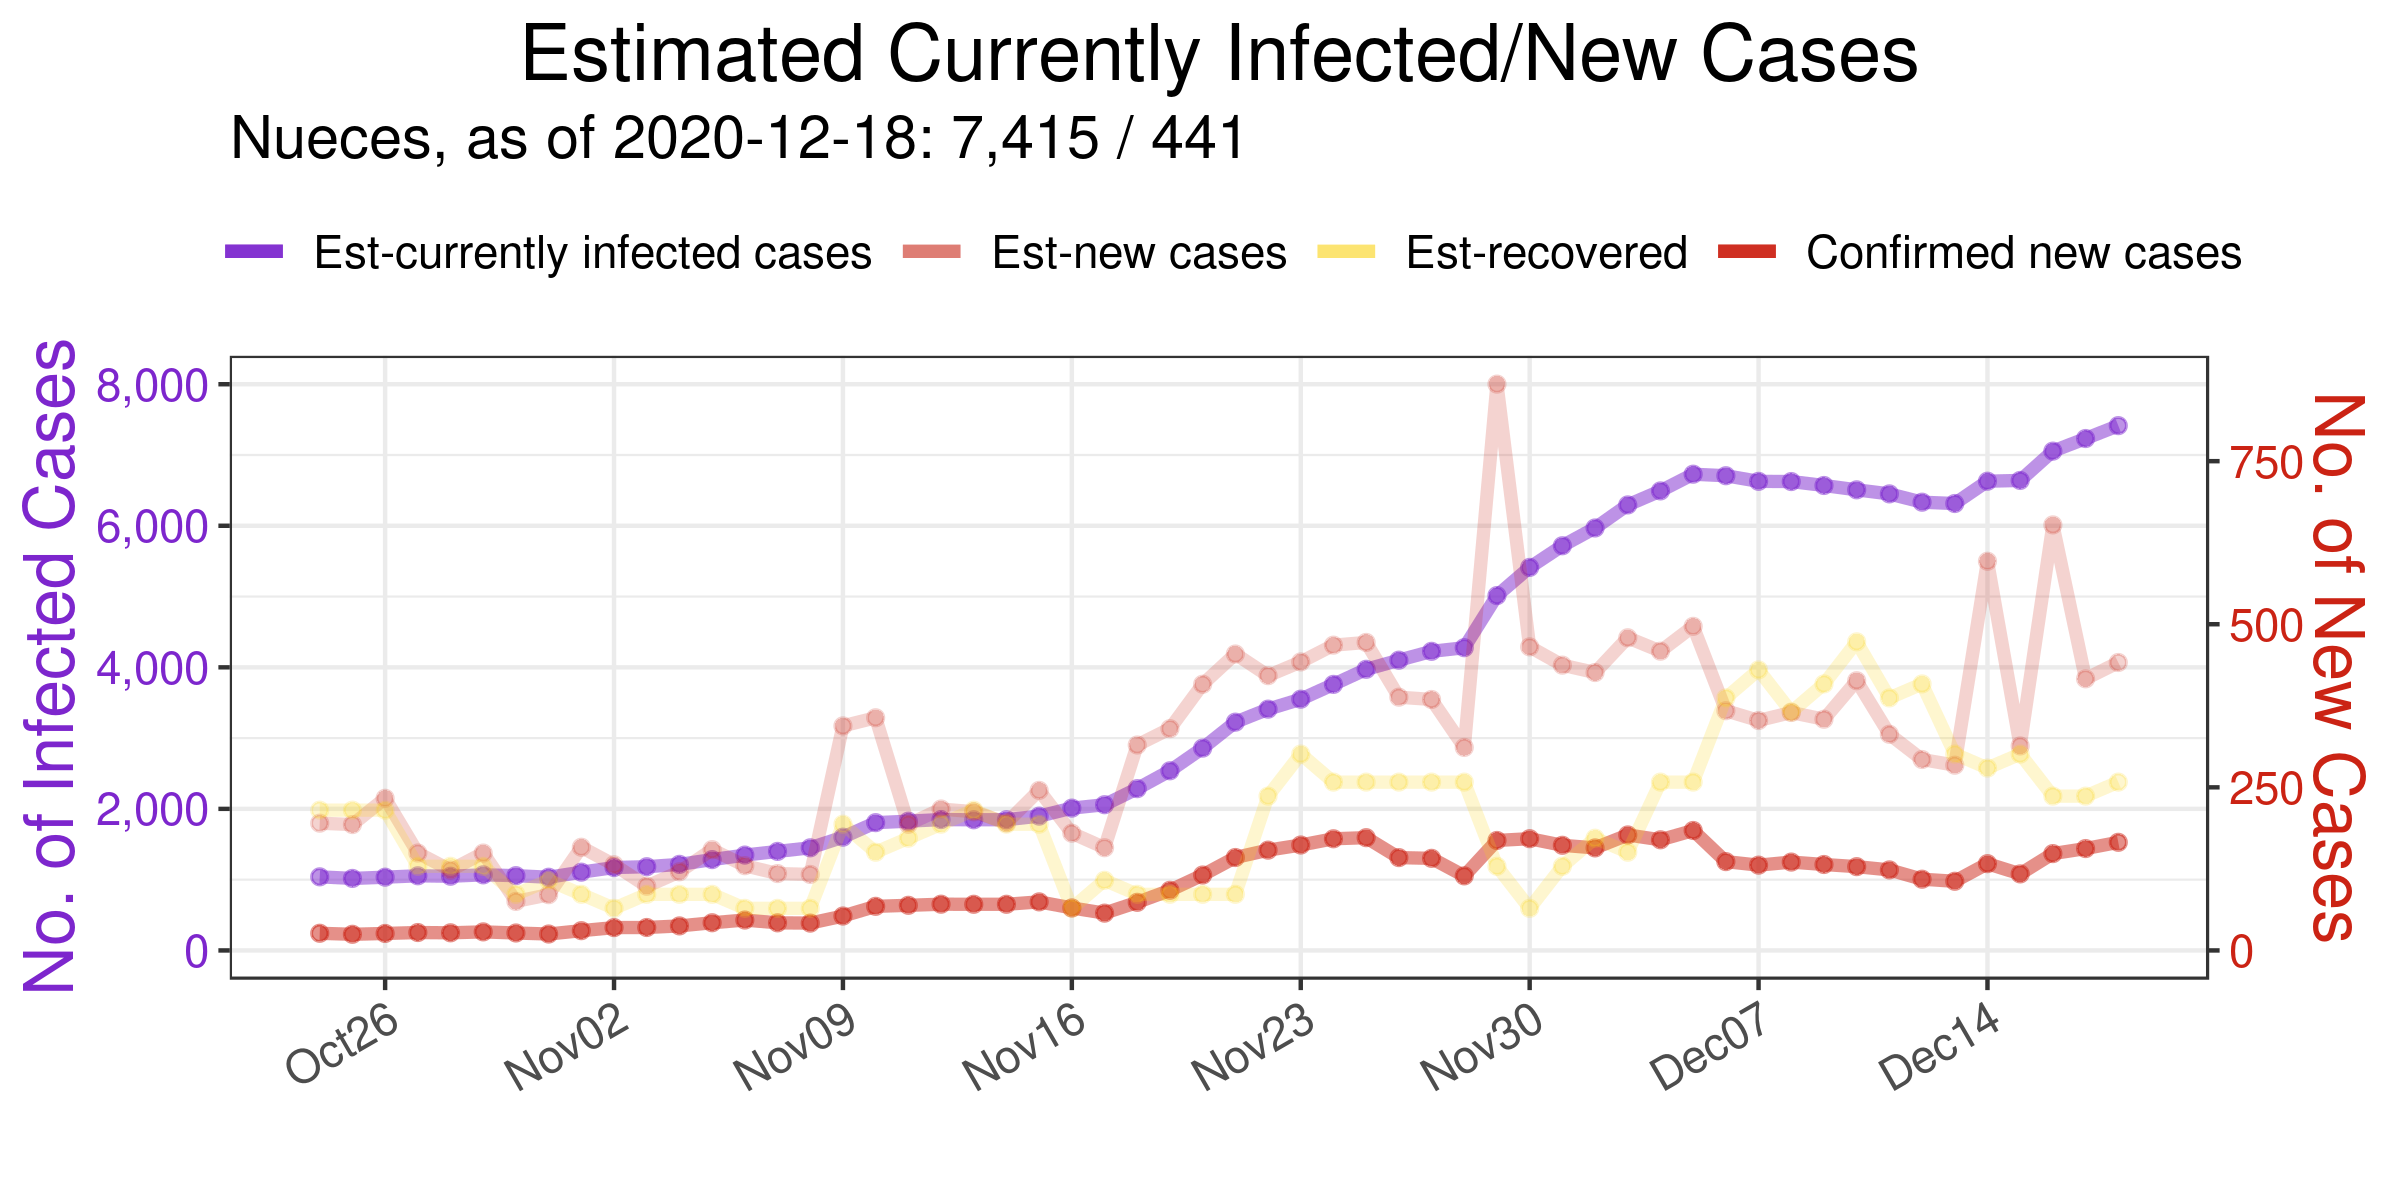 Estimated Currently Infected/New Cases
Nueces, as of 2020-12-18: 7,415 / 441
Est-currently infected cases Est-new cases Est-recovered Confirmed new cases
No. of Infected Cases
8,000
6,000
4,000
2,000
0
750
500
250
0
No. of New Cases
Oct26 Nov02 Nov09 Nov16 Nov23 Nov30 Dec07 Dec14